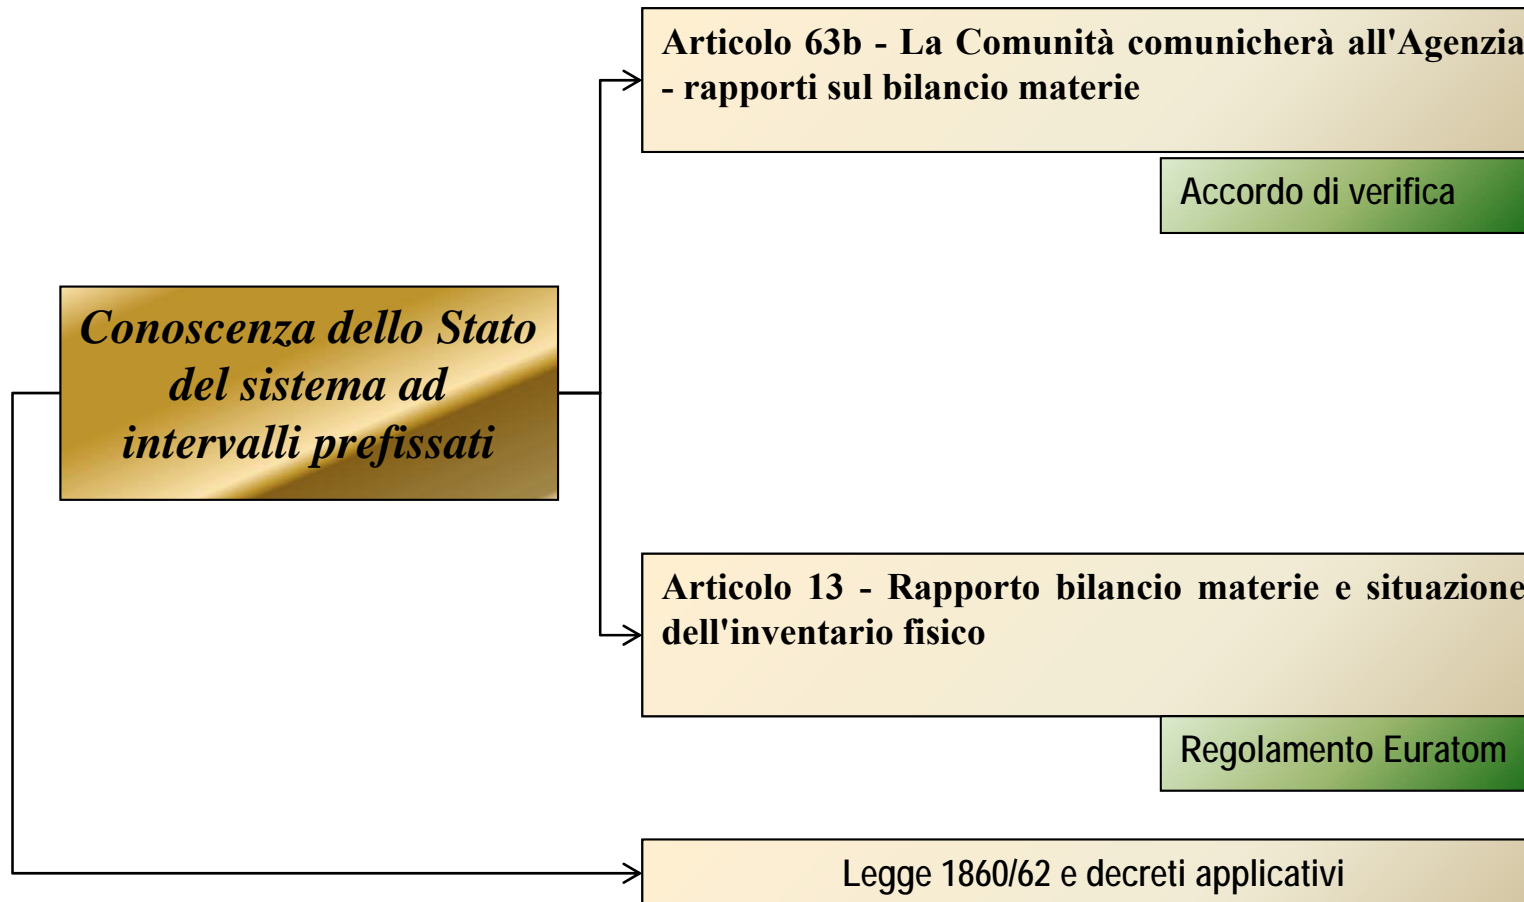 Articolo 63b - La Comunità comunicherà all'Agenzia
- rapporti sul bilancio materie
Accordo di verifica
Conoscenza dello Stato
del sistema ad
intervalli prefissati
Articolo 13 - Rapporto bilancio materie e situazione
dell'inventario fisico
Regolamento Euratom
Legge 1860/62 e decreti applicativi